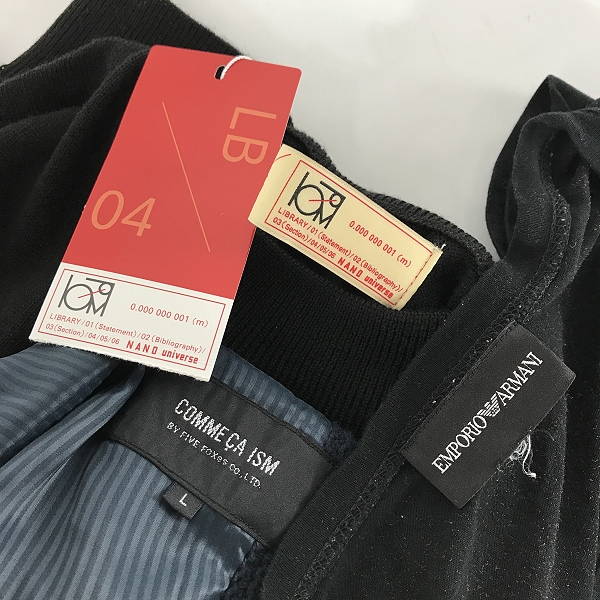 LB
04
0.000 000 001 (m)
LIBRARY/01(Statement)/02(Bibliography)/
03(Section)/04/05/06 NANO universe
0.000 000 001 (m)
LIBRARY/01(Statement)/02(Bibliography)/
03(Section)/04/05/06 NANO universe
COMME ÇA ISM
BY FIVE FOXes CO.,LTD.
L
EMPORIO ARMANI